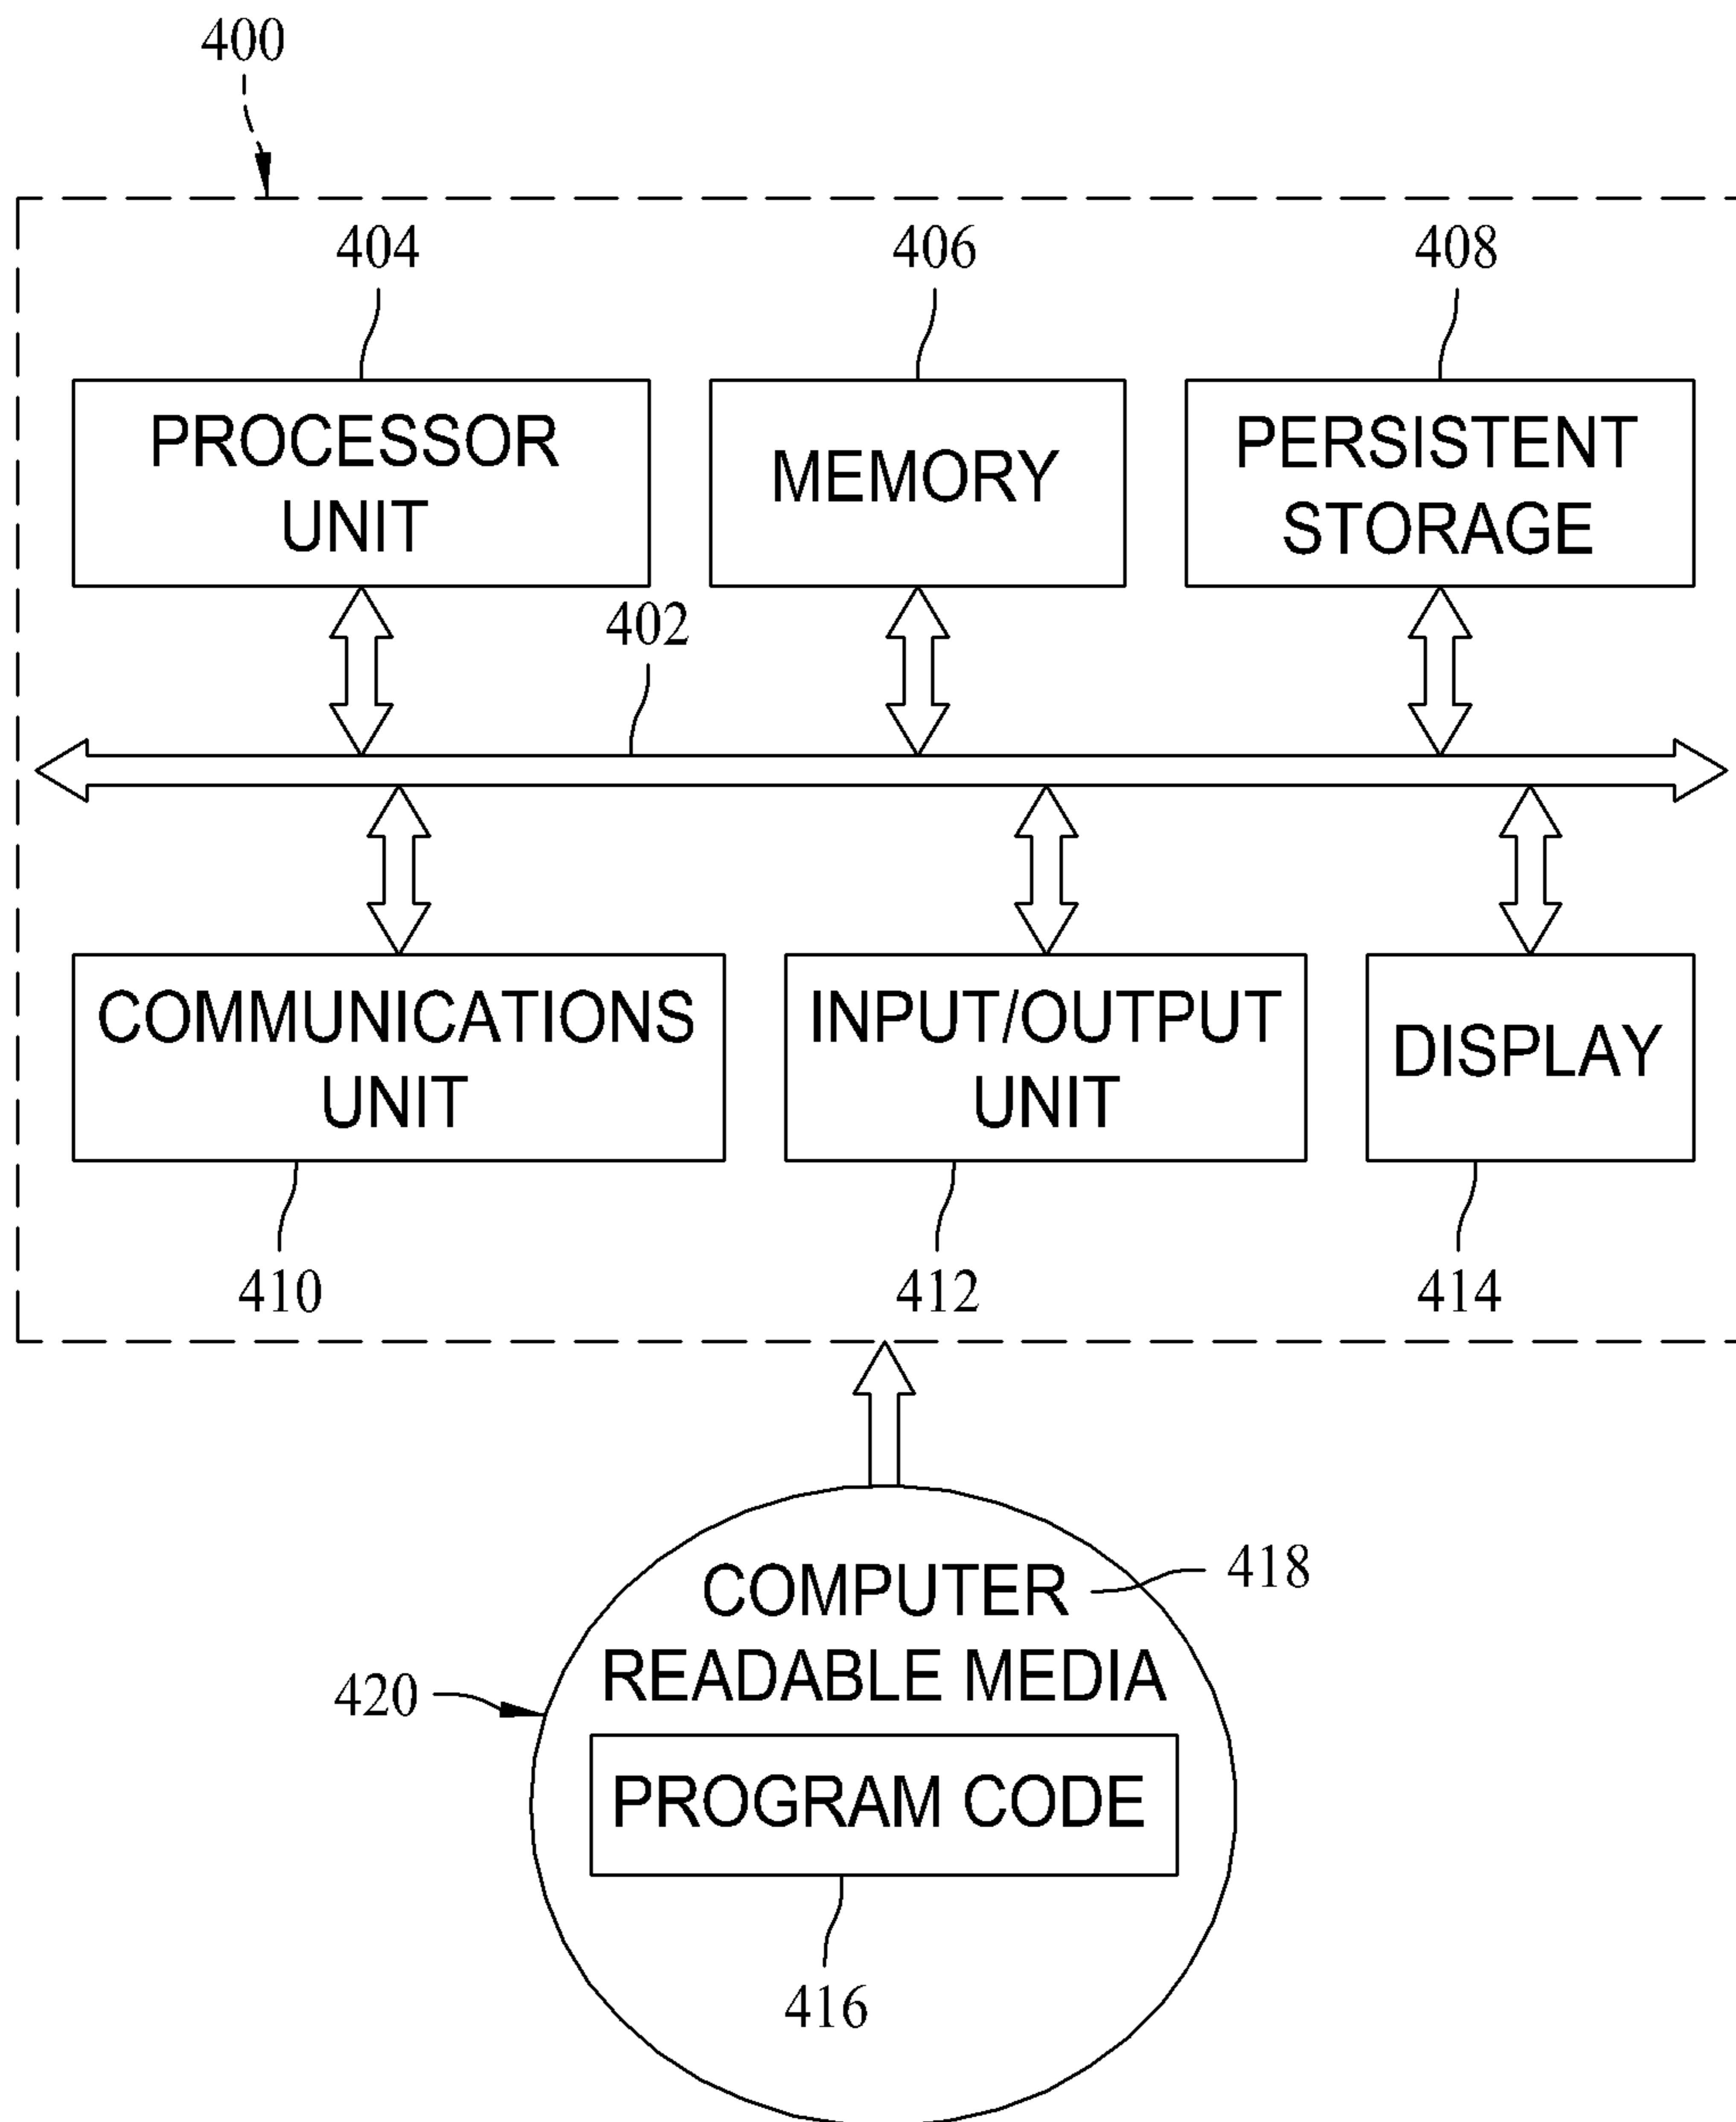 400
404
406
408
PROCESSOR
UNIT
MEMORY
PERSISTENT
STORAGE
402
COMMUNICATIONS
UNIT
INPUT/OUTPUT
UNIT
DISPLAY
410
412
414
COMPUTER
READABLE MEDIA
418
420
PROGRAM CODE
416